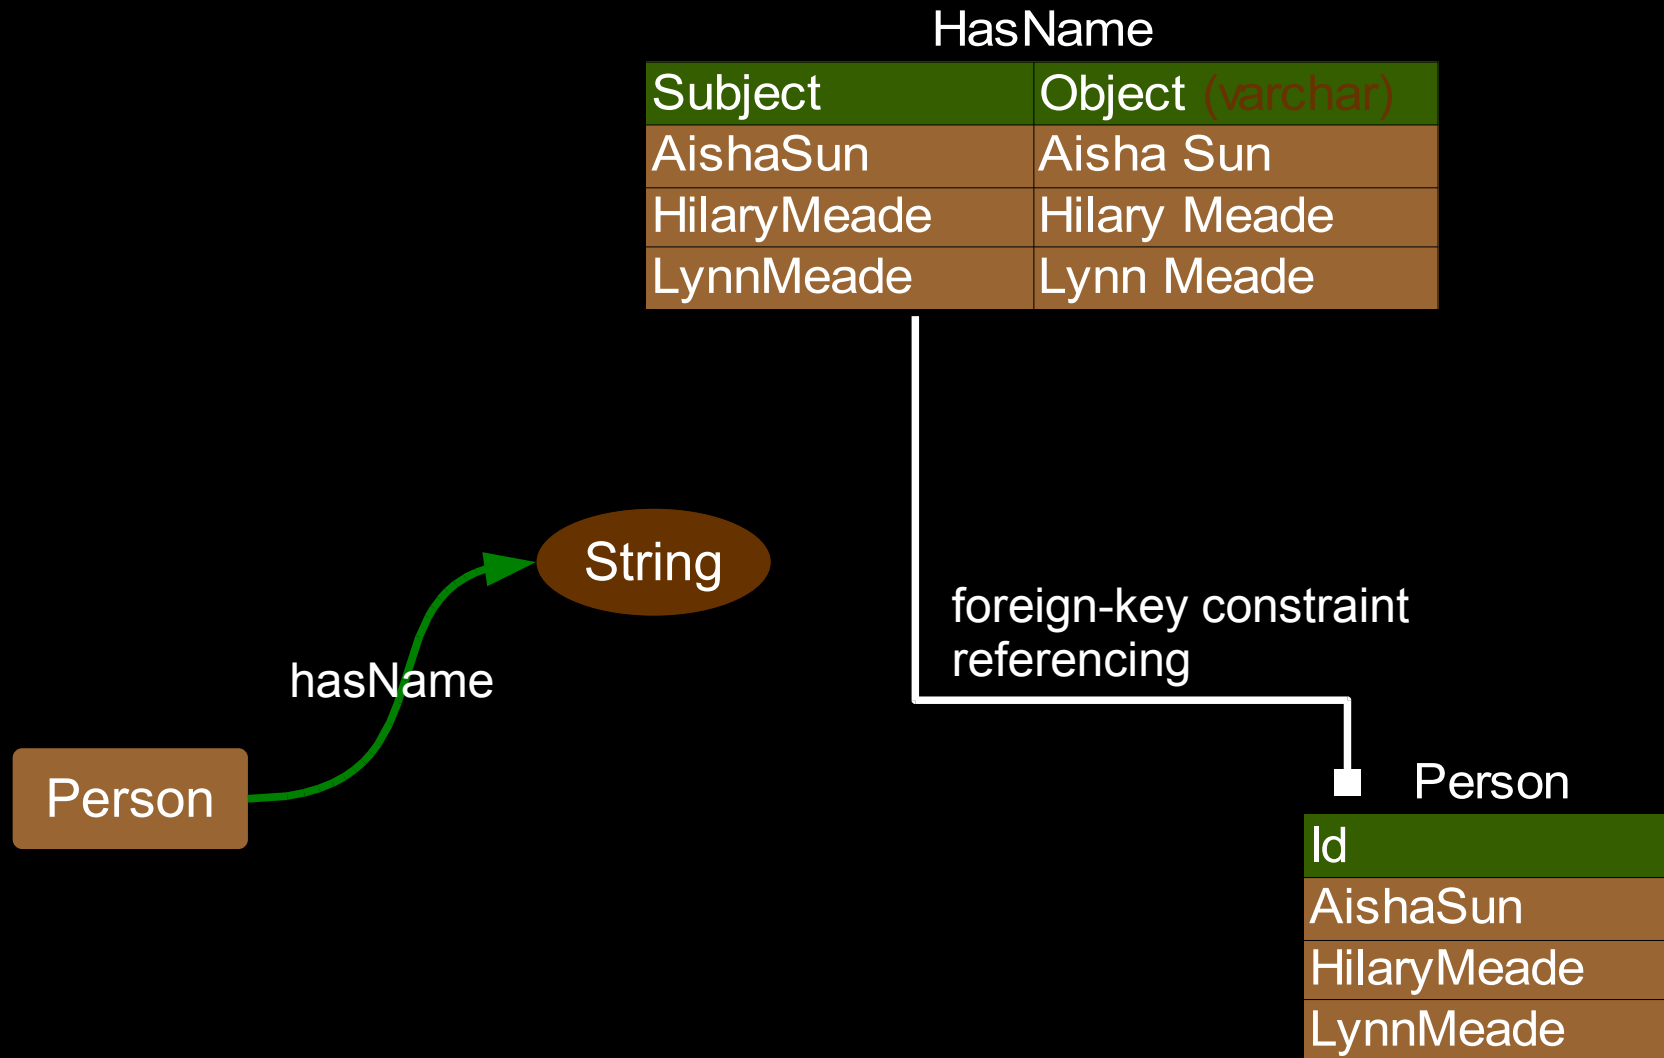 HasName
Subject Object (varchar)
AishaSun Aisha Sun
HilaryMeade Hilary Meade
LynnMeade Lynn Meade
String
foreign-key constraint
referencing
hasName
Person
Person
Id
AishaSun
HilaryMeade
LynnMeade